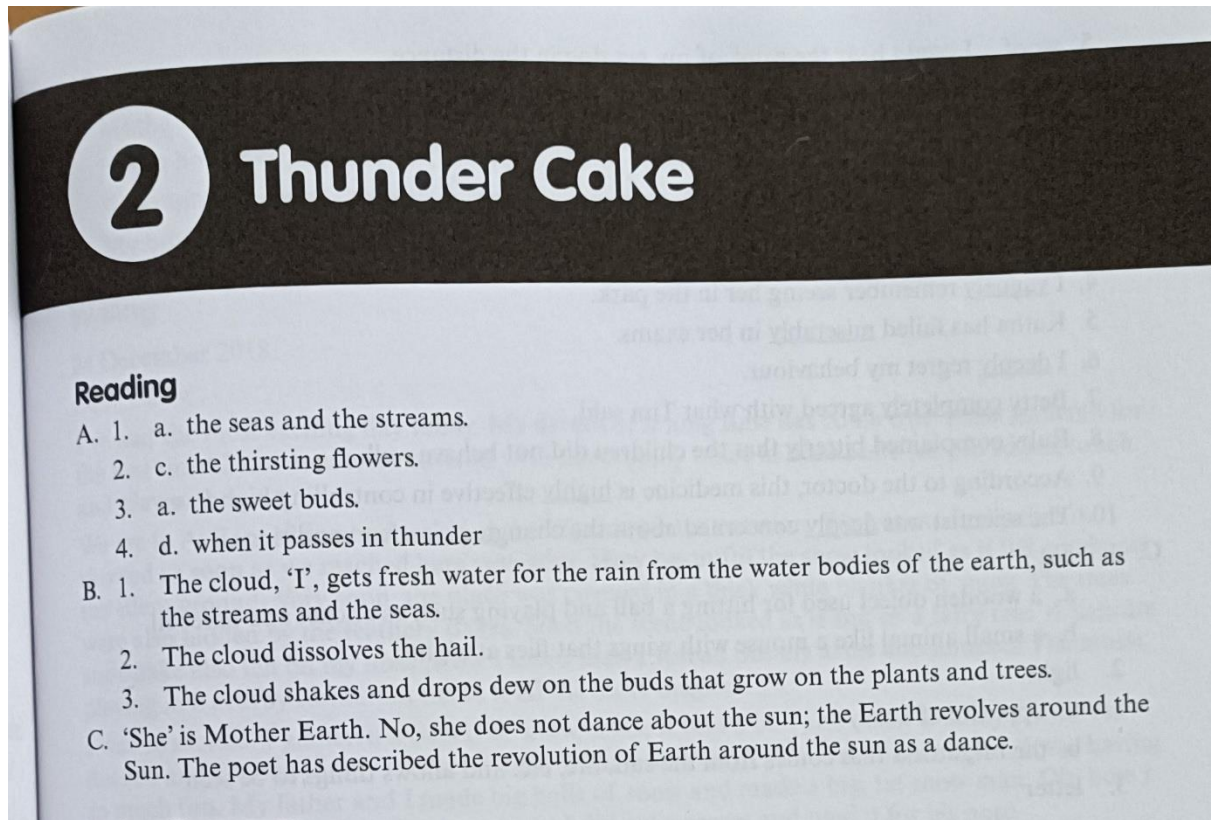 2 Thunder Cake
Reading
A. 1. a. the seas and the streams.
2. c. the thirsting flowers.
3. a. the sweet buds.
4. d. when it passes in thunder
B. 1. The cloud, ‘I’, gets fresh water for the rain from the water bodies of the earth, such as
the streams and the seas.
2. The cloud dissolves the hail.
3. The cloud shakes and drops dew on the buds that grow on the plants and trees.
C. ‘She’ is Mother Earth. No, she does not dance about the sun; the Earth revolves around the
Sun. The poet has described the revolution of Earth around the sun as a dance.